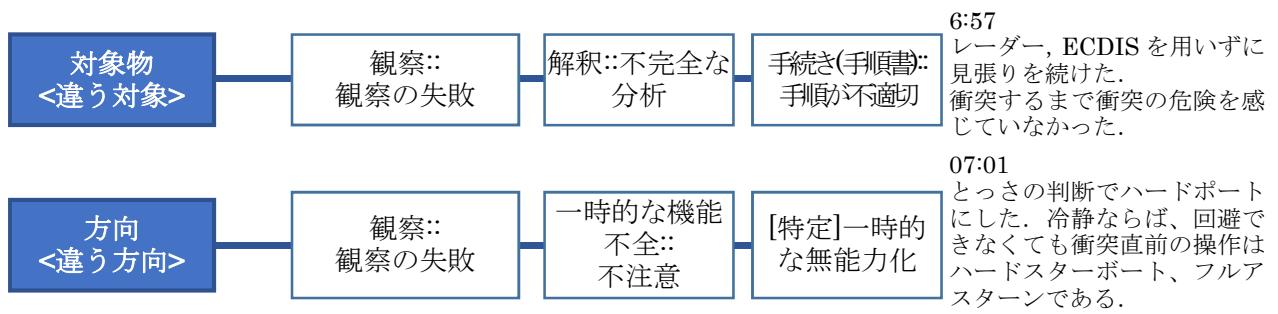 対象物
<違う対象>
観察::
観察の失敗
解釈::不完全な
分析
手続き(手順書)::
手順が不適切
6:57
レーダー, ECDIS を用いずに
見張りを続けた.
衝突するまで衝突の危険を感
じていなかった.
方向
<違う方向>
観察::
観察の失敗
一時的な機能
不全::
不注意
[特定]一時的
な無能力化
07:01
とっさの判断でハードポート
にした. 冷静ならば、回避で
きなくても衝突直前の操作は
ハードスターボート、フルア
スターンである.